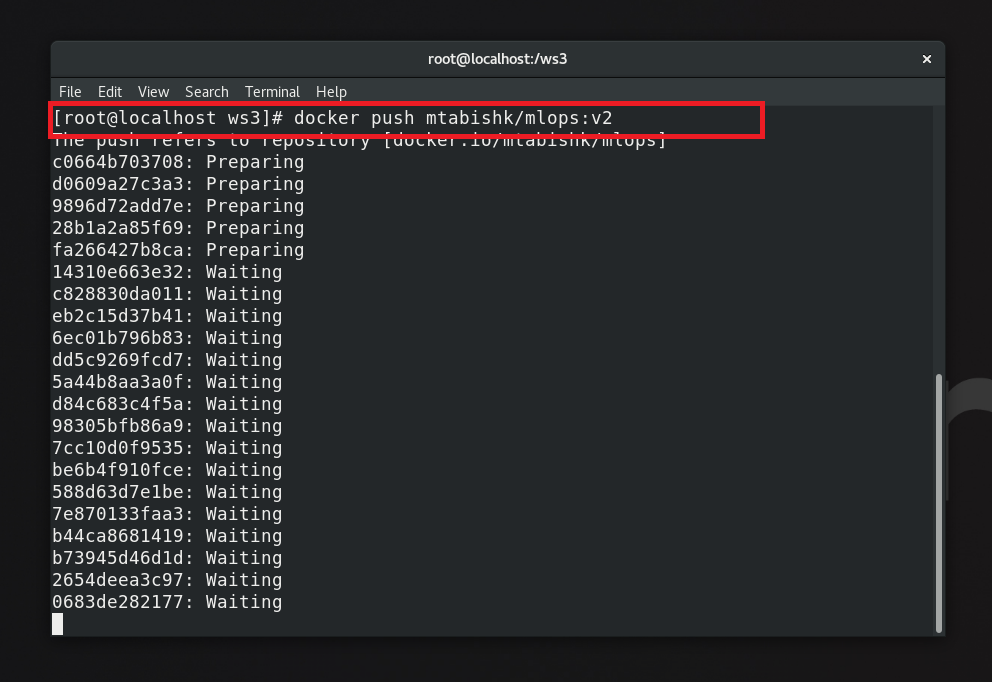 root@localhost:/ws3 ×
File Edit View Search Terminal Help
[root@localhost ws3]# docker push mtabishk/mlops:v2
The push refers to repository [docker.io/mtabishk/mlops]
c0664b703708: Preparing
d0609a27c3a3: Preparing
9896d72add7e: Preparing
28b1a2a85f69: Preparing
fa266427b8ca: Preparing
14310e663e32: Waiting
c828830da011: Waiting
eb2c15d37b41: Waiting
6ec01b796b83: Waiting
dd5c9269fcd7: Waiting
5a44b8aa3a0f: Waiting
d84c683c4f5a: Waiting
98305bfb86a9: Waiting
7cc10d0f9535: Waiting
be6b4f910fce: Waiting
588d63d7e1be: Waiting
7e870133faa3: Waiting
b44ca8681419: Waiting
b73945d46d1d: Waiting
2654deea3c97: Waiting
0683de282177: Waiting